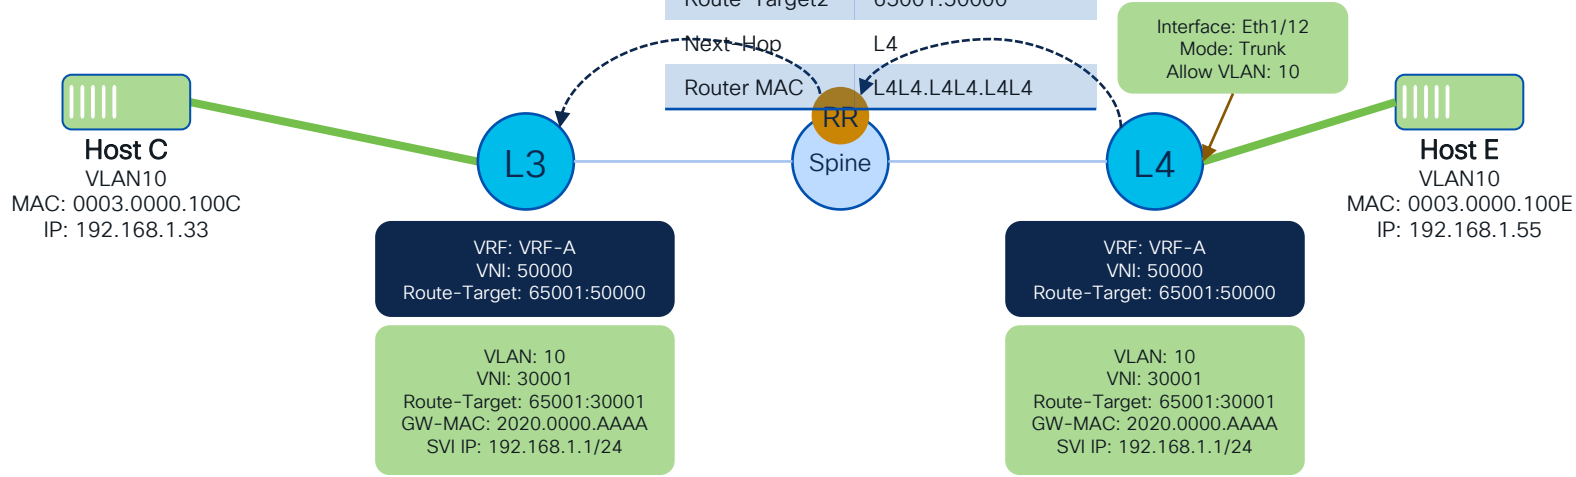 Route-Target2 65001:50000
Next-Hop L4
Router MAC L4L4.L4L4.L4L4
Interface: Eth1/12
Mode: Trunk
Allow VLAN: 10
RR
Spine
L3
L4
Host C
VLAN10
MAC: 0003.0000.100C
IP: 192.168.1.33
Host E
VLAN10
MAC: 0003.0000.100E
IP: 192.168.1.55
VRF: VRF-A
VNI: 50000
Route-Target: 65001:50000
VLAN: 10
VNI: 30001
Route-Target: 65001:30001
GW-MAC: 2020.0000.AAAA
SVI IP: 192.168.1.1/24
VRF: VRF-A
VNI: 50000
Route-Target: 65001:50000
VLAN: 10
VNI: 30001
Route-Target: 65001:30001
GW-MAC: 2020.0000.AAAA
SVI IP: 192.168.1.1/24